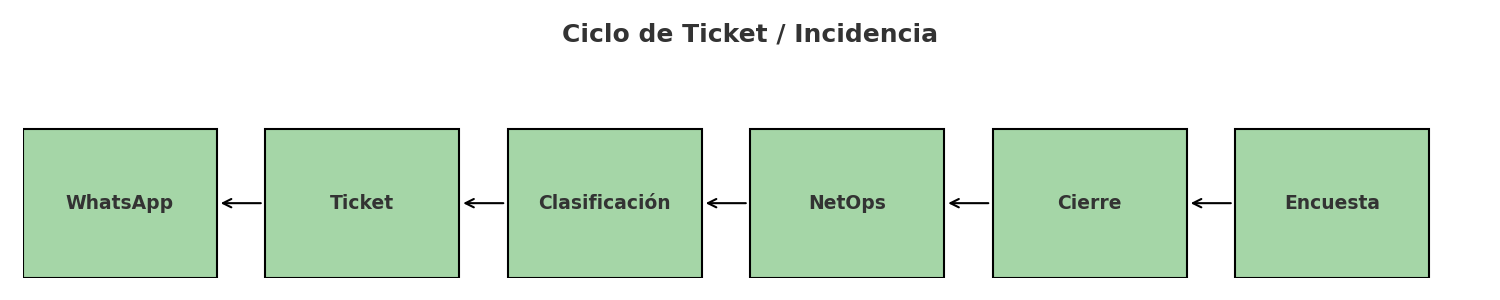 Ciclo de Ticket / Incidencia
WhatsApp
Ticket
Clasificación
NetOps
Cierre
Encuesta